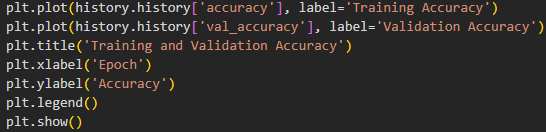 plt.plot(history.history['accuracy'], label='Training Accuracy')
plt.plot(history.history['val_accuracy'], label='Validation Accuracy')
plt.title('Training and Validation Accuracy')
plt.xlabel('Epoch')
plt.ylabel('Accuracy')
plt.legend()
plt.show()